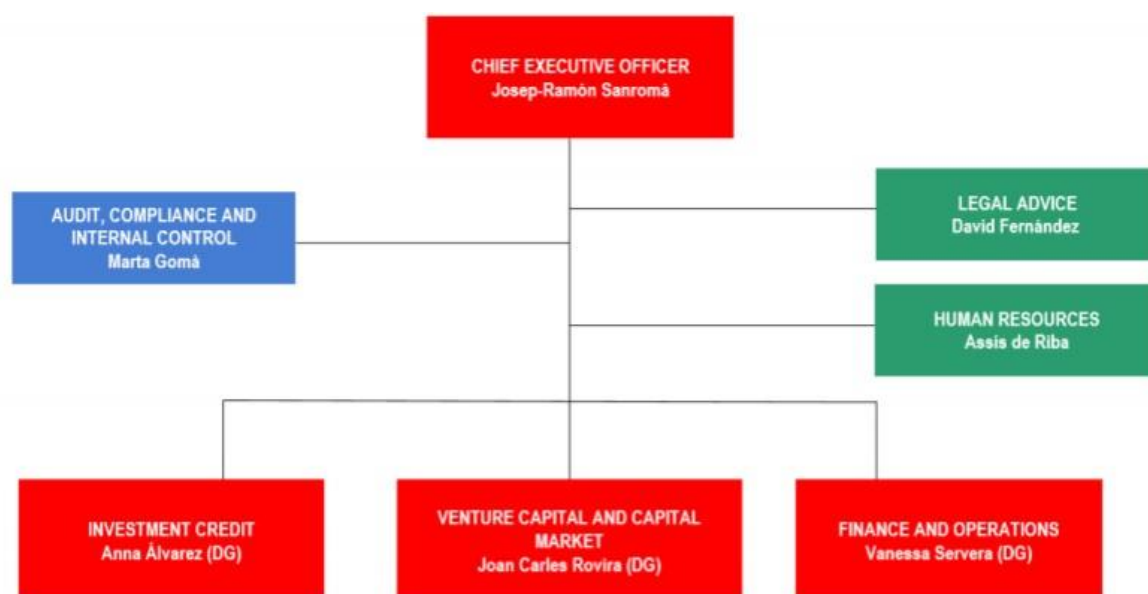 CHIEF EXECUTIVE OFFICER
Josep-Ramón Sanromà
AUDIT, COMPLIANCE AND
INTERNAL CONTROL
Marta Gomà
LEGAL ADVICE
David Fernández
HUMAN RESOURCES
Assís de Riba
INVESTMENT CREDIT
Anna Álvarez (DG)
VENTURE CAPITAL AND CAPITAL
MARKET
Joan Carles Rovira (DG)
FINANCE AND OPERATIONS
Vanessa Servera (DG)